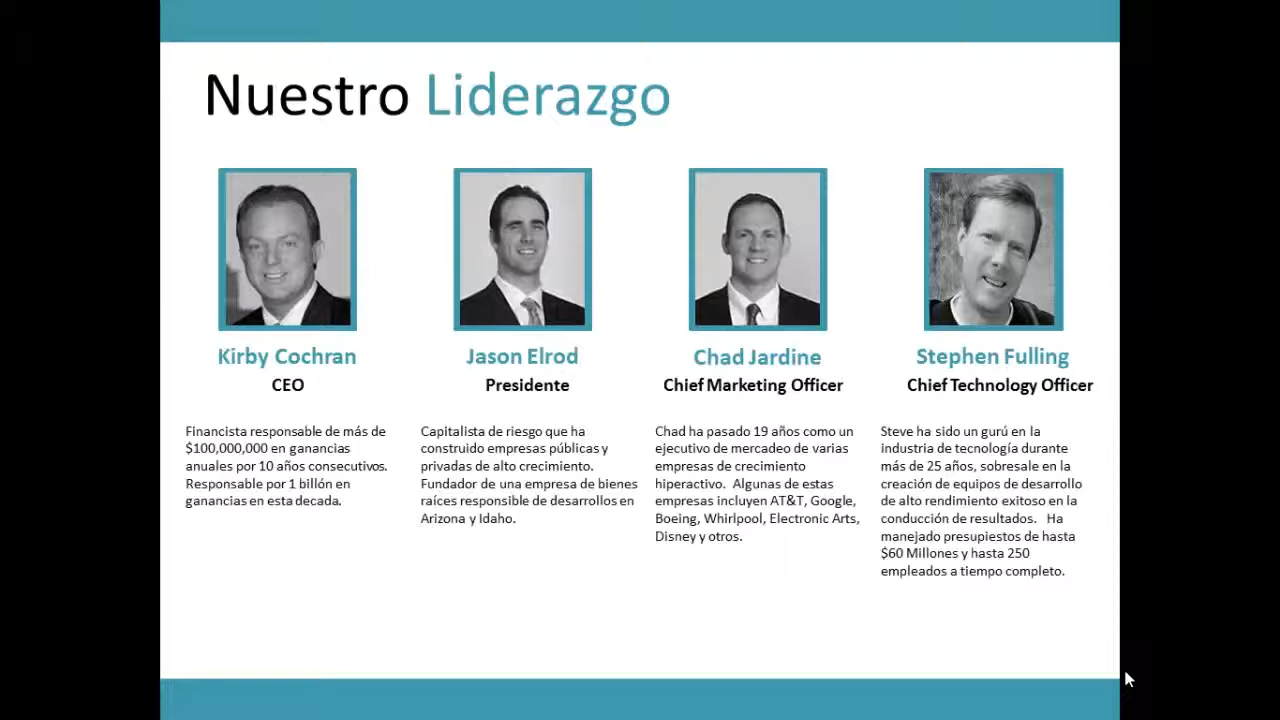 Nuestro Liderazgo
Kirby Cochran
CEO
Financista responsable de más de
$100,000,000 en ganancias
anuales por 10 años consecutivos.
Responsable por 1 billón en
ganancias en esta decada.
Jason Elrod
Presidente
Capitalista de riesgo que ha
construido empresas públicas y
privadas de alto crecimiento.
Fundador de una empresa de bienes
raíces responsible de desarrollos en
Arizona y Idaho.
Chad Jardine
Chief Marketing Officer
Chad ha pasado 19 años como un
ejecutivo de mercadeo de varias
empresas de crecimiento
hiperactivo.  Algunas de estas
empresas incluyen AT&T, Google,
Boeing, Whirlpool, Electronic Arts,
Disney y otros.
Stephen Fulling
Chief Technology Officer
Steve ha sido un gurú en la
industria de tecnología durante
más de 25 años, sobresale en la
creación de equipos de desarrollo
de alto rendimiento exitoso en la
conducción de resultados.   Ha
manejado presupiestos de hasta
$60 Millones y hasta 250
empleados a tiempo completo.